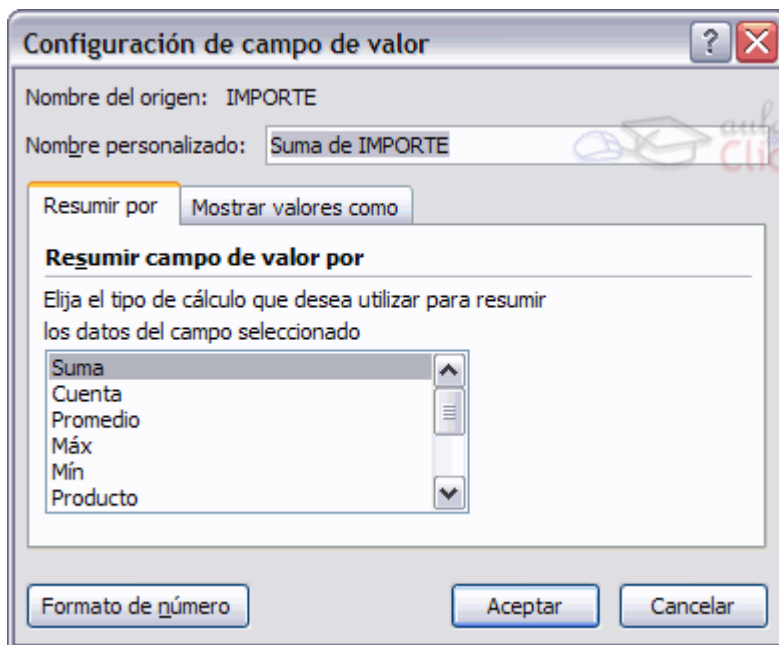 Configuración de campo de valor
Nombre del origen: IMPORTE
Nombre personalizado: Suma de IMPORTE
aula
Clic
Resumir por Mostrar valores como
Resumir campo de valor por
Elija el tipo de cálculo que desea utilizar para resumir
los datos del campo seleccionado
Suma
Cuenta
Promedio
Máx
Mín
Producto
Formato de número Aceptar Cancelar